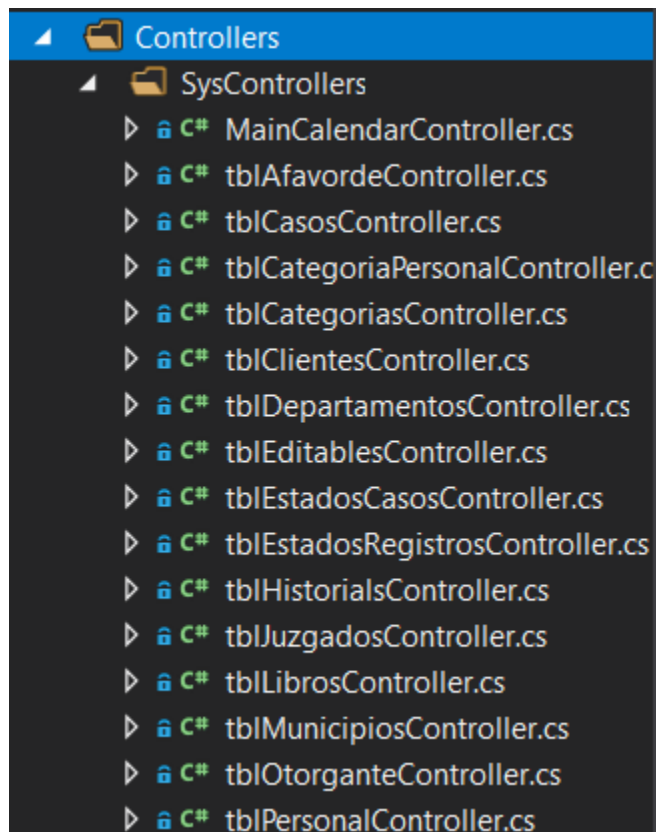 Controllers
SysControllers
C# MainCalendarController.cs
C# tblAfavordeController.cs
C# tblCasosController.cs
C# tblCategoriaPersonalController.c
C# tblCategoriasController.cs
C# tblClientesController.cs
C# tblDepartamentosController.cs
C# tblEditablesController.cs
C# tblEstadosCasosController.cs
C# tblEstadosRegistrosController.cs
C# tblHistorialsController.cs
C# tblJuzgadosController.cs
C# tblLibrosController.cs
C# tblMunicipiosController.cs
C# tblOtorganteController.cs
C# tblPersonalController.cs